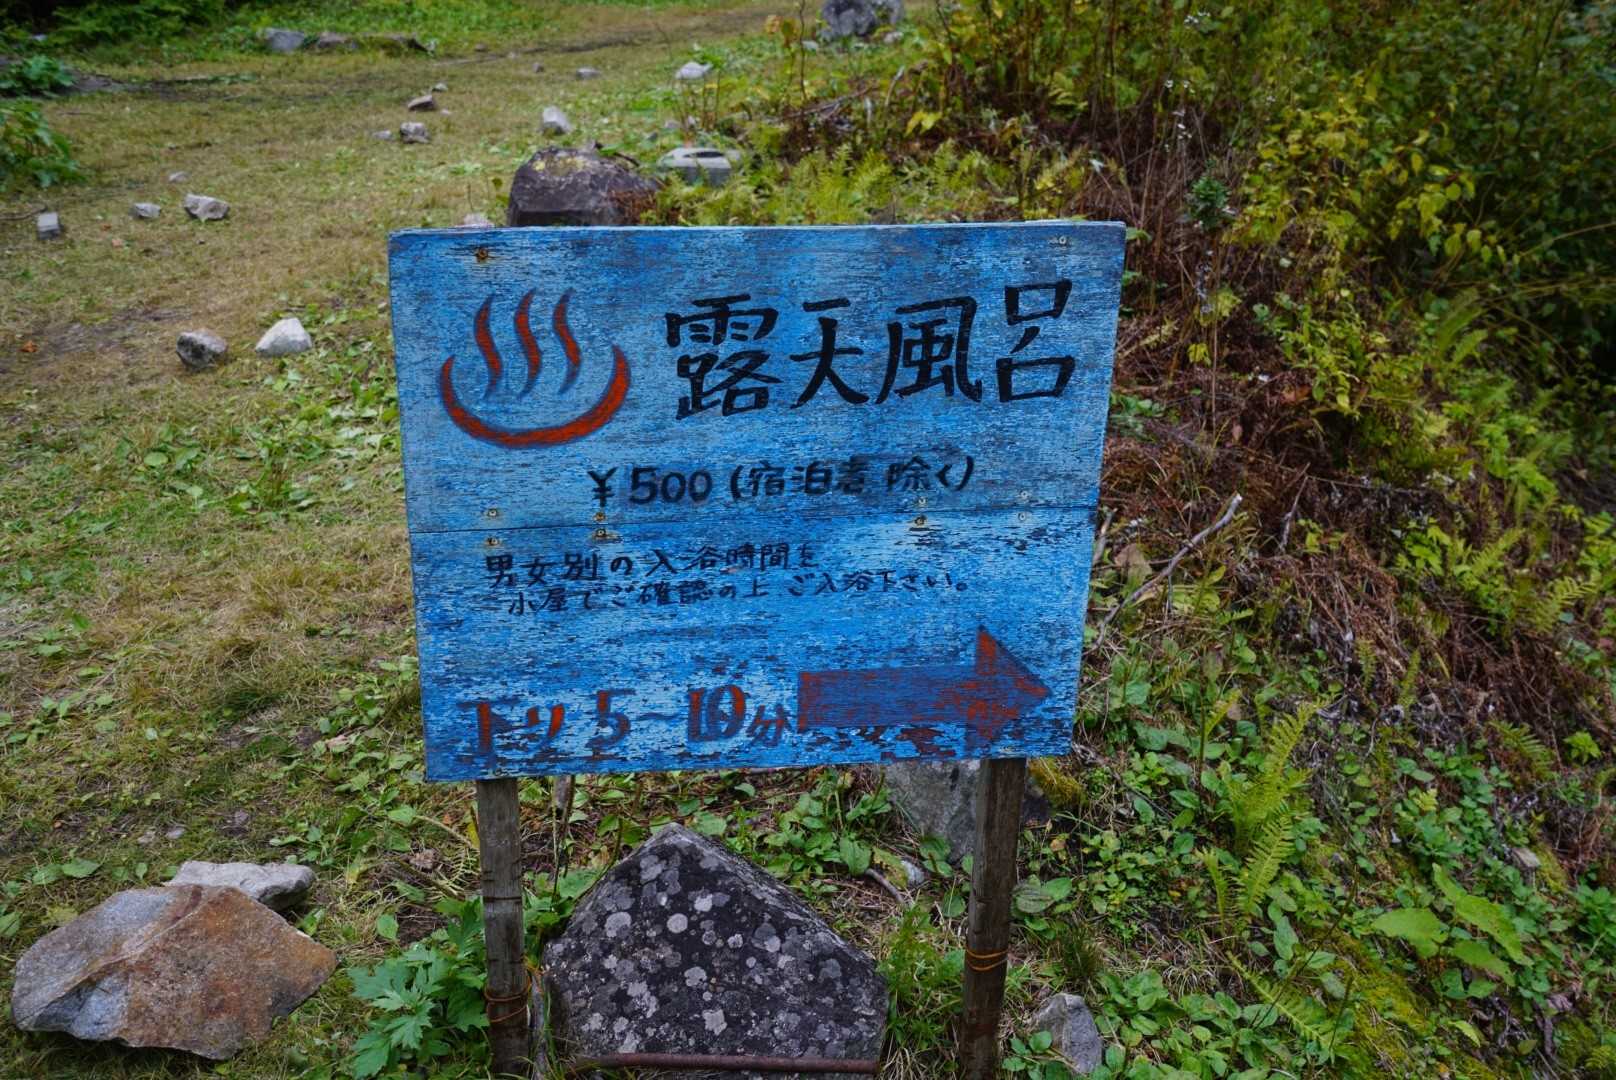 露天風呂
¥500(宿泊者 除く)
男女別の入浴時間を
小屋でご確認の上 ご入浴下さい。
下り5〜10分